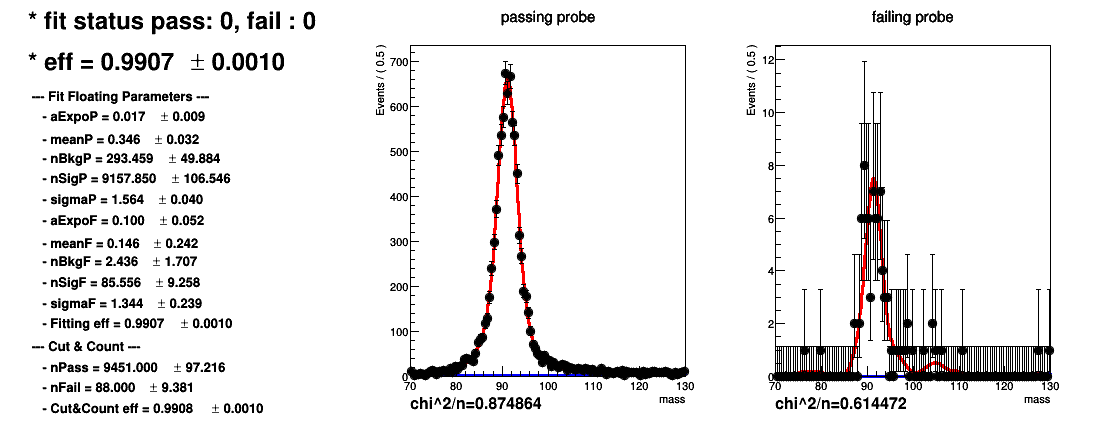 * fit status pass: 0, fail : 0
* eff = 0.9907 ± 0.0010
--- Fit Floating Parameters ---
- aExpoP = 0.017 ± 0.009
- meanP = 0.346 ± 0.032
- nBkgP = 293.459 ± 49.884
- nSigP = 9157.850 ± 106.546
- sigmaP = 1.564 ± 0.040
- aExpoF = 0.100 ± 0.052
- meanF = 0.146 ± 0.242
- nBkgF = 2.436 ± 1.707
- nSigF = 85.556 ± 9.258
- sigmaF = 1.344 ± 0.239
- Fitting eff = 0.9907 ± 0.0010
--- Cut & Count ---
- nPass = 9451.000 ± 97.216
- nFail = 88.000 ± 9.381
- Cut&Count eff = 0.9908 ± 0.0010
passing probe
Events / ( 0.5 )
700
600
500
400
300
200
100
0
70 80 90 100 110 120 130
mass
chi^2/n=0.874864
failing probe
Events / ( 0.5 )
12
10
8
6
4
2
0
70 80 90 100 110 120 130
mass
chi^2/n=0.614472